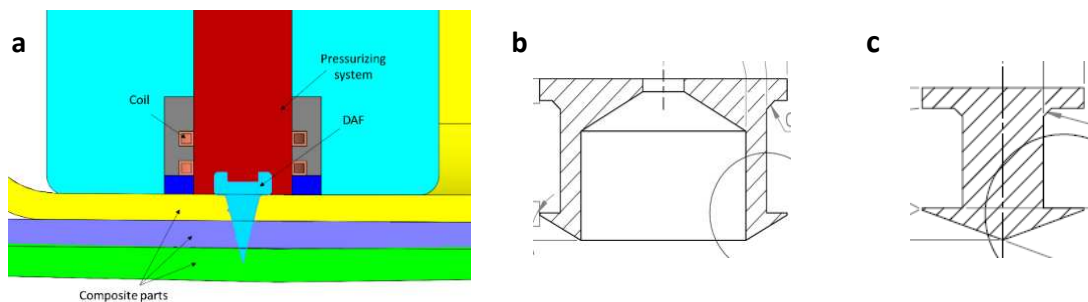 a
b
c
Pressurizing
system
Coil
DAF
Composite parts